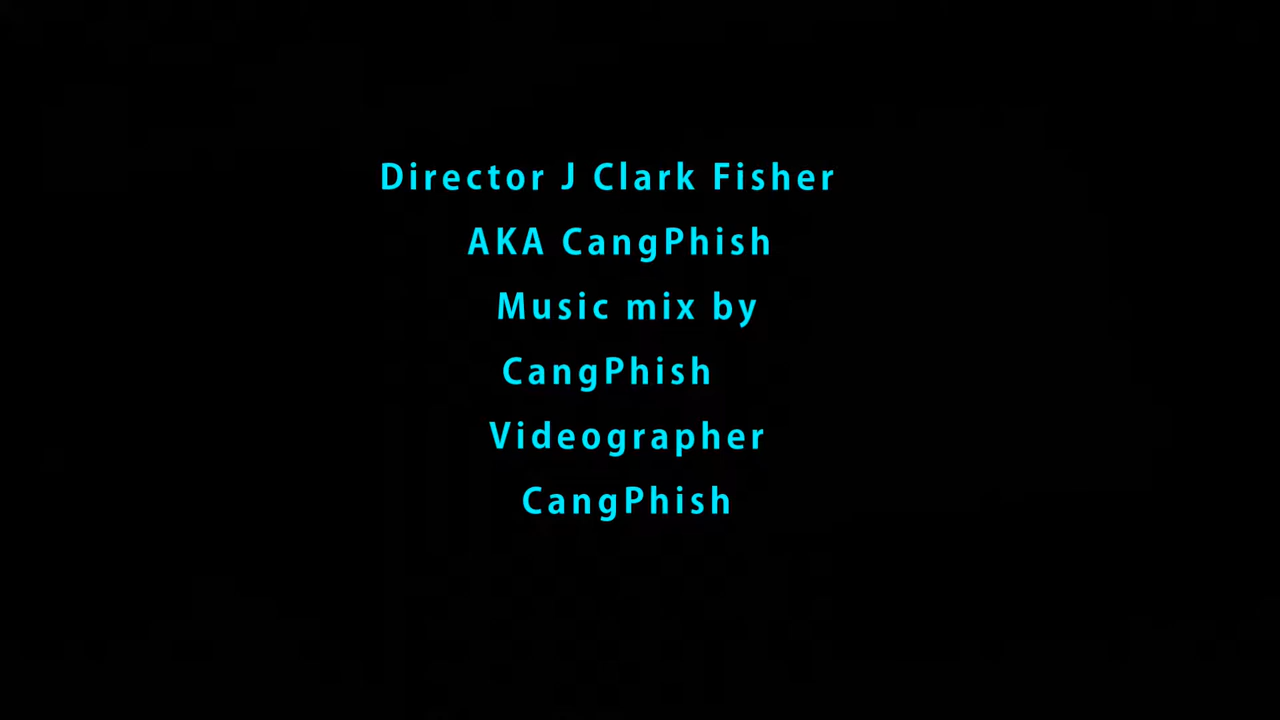 Director J Clark Fisher
AKA CangPhish
Music mix by
CangPhish
Videographer
CangPhish